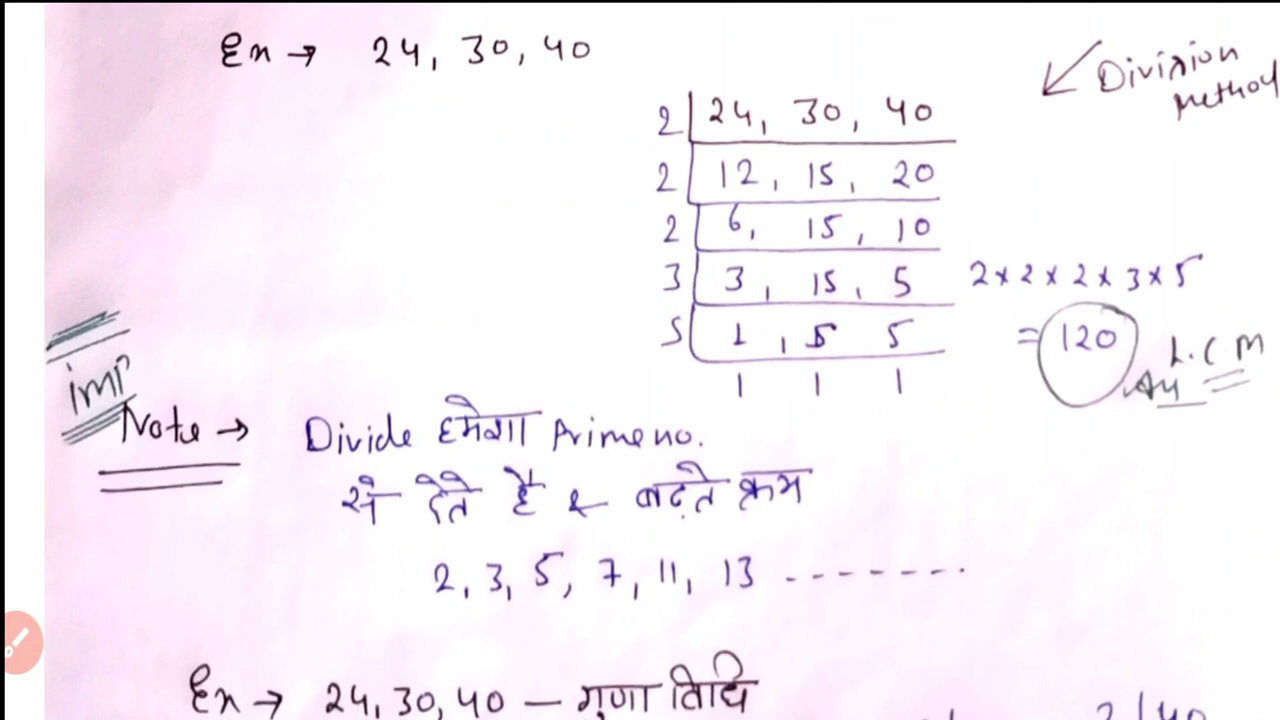 Ex → 24, 30, 40
Division
Method
2 | 24, 30, 40
2 | 12, 15, 20
2 | 6, 15, 10
3 | 3, 15, 5
2 × 2 × 2 × 3 × 5
5 | 1, 5 5
= 120
L.C.M
1 1 1
imp
Note → Divide हमेशा Prime no.
से देते हैं & बढ़ते क्रम
2, 3, 5, 7, 11, 13 --------
Ex → 24, 30, 40 — गुणा विधि
2 | 40